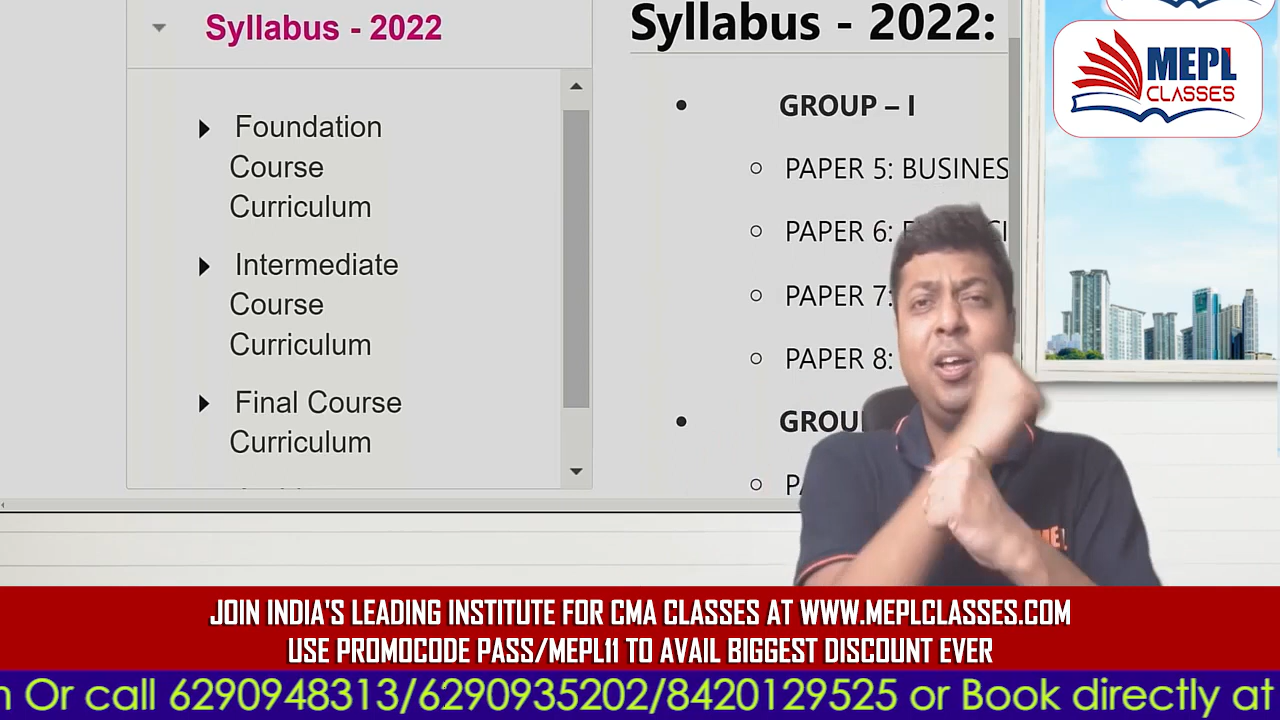 Syllabus - 2022
Foundation
Course
Curriculum
Intermediate
Course
Curriculum
Final Course
Curriculum
Syllabus - 2022:
GROUP – I
PAPER 5: BUSINES
PAPER 6:
PAPER 7:
PAPER 8:
MEPL
CLASSES
JOIN INDIA'S LEADING INSTITUTE FOR CMA CLASSES AT WWW.MEPLCLASSES.COM
USE PROMOCODE PASS/MEPL11 TO AVAIL BIGGEST DISCOUNT EVER
Or call 6290948313/6290935202/8420129525 or Book directly at